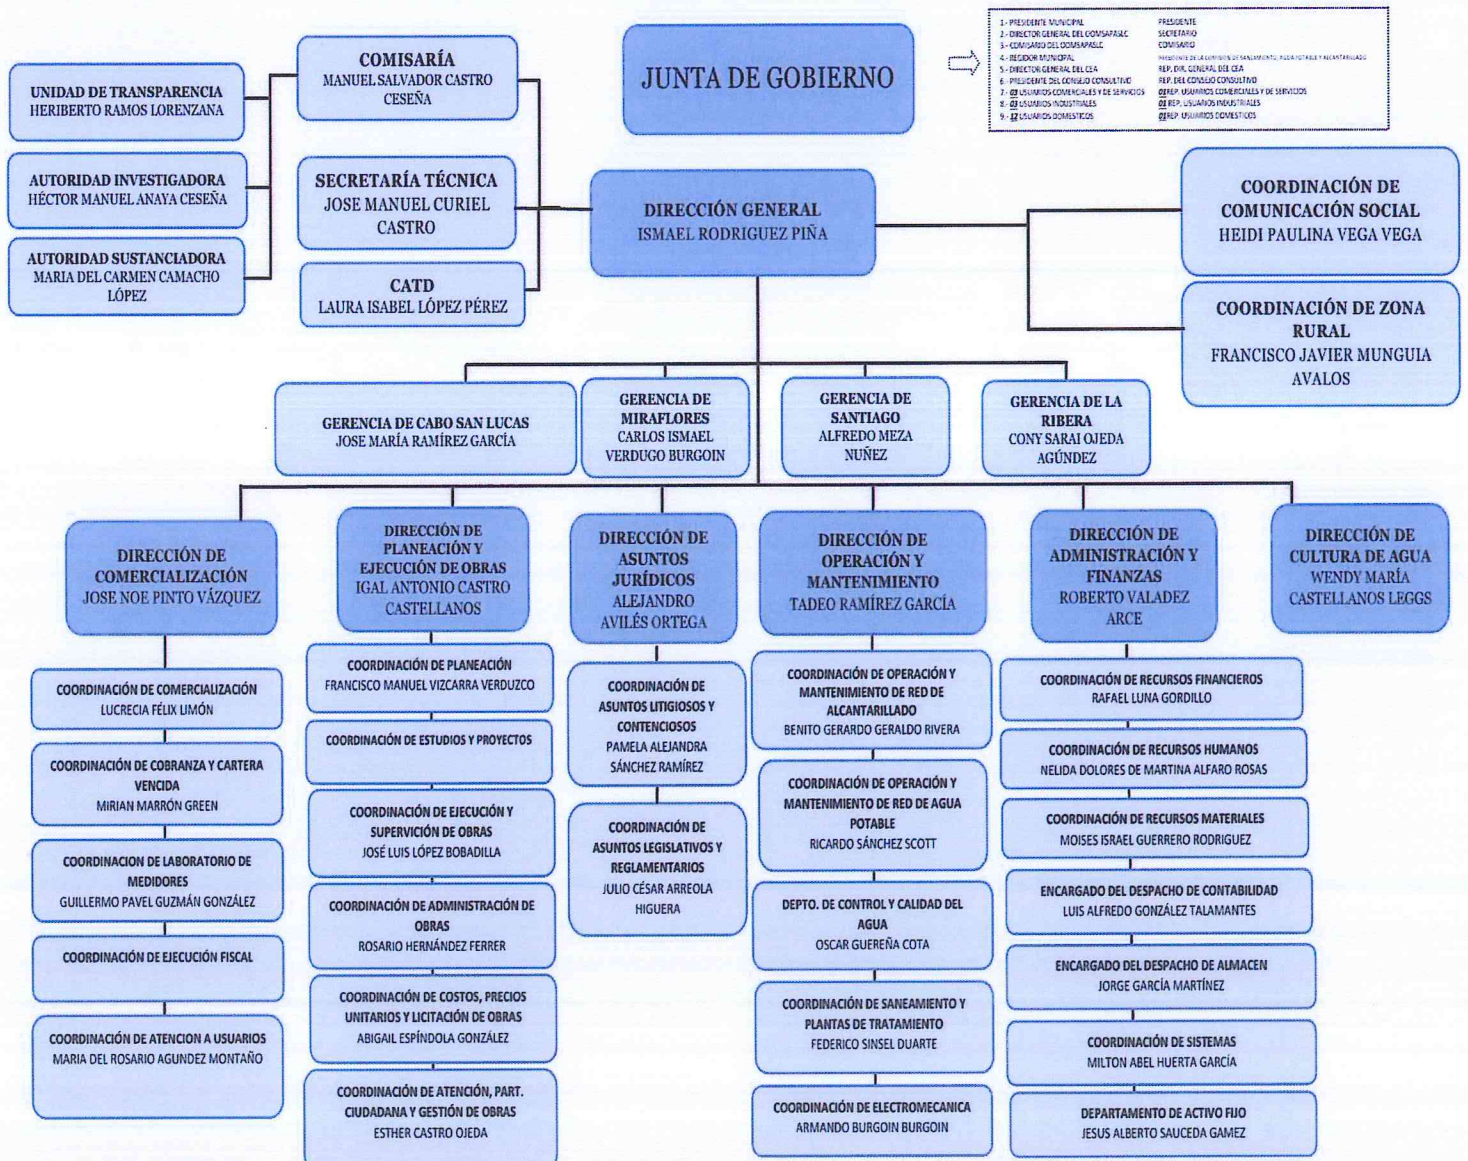 JUNTA DE GOBIERNO
1.- PRESIDENTE MUNICIPAL PRESIDENTE
2.- DIRECTOR GENERAL DEL OOMSAPASLC SECRETARIO
3.- COMISARIO DEL OOMSAPASLC COMISARIO
4.- REGIDOR MUNICIPAL PRESIDENTE DE LA COMISIÓN DE SANEAMIENTO, AGUA POTABLE Y ALCANTARILLADO
5.- DIRECTOR GENERAL DEL CEA REP. DIR. GENERAL DEL CEA
6.- PRESIDENTE DEL CONSEJO CONSULTIVO REP. DEL CONSEJO CONSULTIVO
7.- 03 USUARIOS COMERCIALES Y DE SERVICIOS 01 REP. USUARIOS COMERCIALES Y DE SERVICIOS
8.- 03 USUARIOS INDUSTRIALES 01 REP. USUARIOS INDUSTRIALES
9.- 12 USUARIOS DOMESTICOS 01 REP. USUARIOS DOMESTICOS
COMISARÍA
MANUEL SALVADOR CASTRO
CESEÑA
UNIDAD DE TRANSPARENCIA
HERIBERTO RAMOS LORENZANA
AUTORIDAD INVESTIGADORA
HÉCTOR MANUEL ANAYA CESEÑA
AUTORIDAD SUSTANCIADORA
MARIA DEL CARMEN CAMACHO
LÓPEZ
SECRETARÍA TÉCNICA
JOSE MANUEL CURIEL
CASTRO
CATD
LAURA ISABEL LÓPEZ PÉREZ
DIRECCIÓN GENERAL
ISMAEL RODRIGUEZ PIÑA
COORDINACIÓN DE
COMUNICACIÓN SOCIAL
HEIDI PAULINA VEGA VEGA
COORDINACIÓN DE ZONA
RURAL
FRANCISCO JAVIER MUNGUIA
AVALOS
GERENCIA DE CABO SAN LUCAS
JOSE MARÍA RAMÍREZ GARCÍA
GERENCIA DE
MIRAFLORES
CARLOS ISMAEL
VERDUGO BURGOIN
GERENCIA DE
SANTIAGO
ALFREDO MEZA
NUÑEZ
GERENCIA DE LA
RIBERA
CONY SARAI OJEDA
AGÚNDEZ
DIRECCIÓN DE
COMERCIALIZACIÓN
JOSE NOE PINTO VÁZQUEZ
COORDINACIÓN DE COMERCIALIZACIÓN
LUCRECIA FÉLIX LIMÓN
COORDINACIÓN DE COBRANZA Y CARTERA
VENCIDA
MIRIAN MARRÓN GREEN
COORDINACION DE LABORATORIO DE
MEDIDORES
GUILLERMO PAVEL GUZMÁN GONZÁLEZ
COORDINACIÓN DE EJECUCIÓN FISCAL
COORDINACIÓN DE ATENCION A USUARIOS
MARIA DEL ROSARIO AGUNDEZ MONTAÑO
DIRECCIÓN DE
PLANEACIÓN Y
EJECUCIÓN DE OBRAS
IGAL ANTONIO CASTRO
CASTELLANOS
COORDINACIÓN DE PLANEACIÓN
FRANCISCO MANUEL VIZCARRA VERDUZCO
COORDINACIÓN DE ESTUDIOS Y PROYECTOS
COORDINACIÓN DE EJECUCIÓN Y
SUPERVICIÓN DE OBRAS
JOSÉ LUIS LÓPEZ BOBADILLA
COORDINACIÓN DE ADMINISTRACIÓN DE
OBRAS
ROSARIO HERNÁNDEZ FERRER
COORDINACIÓN DE COSTOS, PRECIOS
UNITARIOS Y LICITACIÓN DE OBRAS
ABIGAIL ESPÍNDOLA GONZÁLEZ
COORDINACIÓN DE ATENCIÓN, PART.
CIUDADANA Y GESTIÓN DE OBRAS
ESTHER CASTRO OJEDA
DIRECCIÓN DE
ASUNTOS
JURÍDICOS
ALEJANDRO
AVILÉS ORTEGA
COORDINACIÓN DE
ASUNTOS LITIGIOSOS Y
CONTENCIOSOS
PAMELA ALEJANDRA
SÁNCHEZ RAMÍREZ
COORDINACIÓN DE
ASUNTOS LEGISLATIVOS Y
REGLAMENTARIOS
JULIO CÉSAR ARREOLA
HIGUERA
DIRECCIÓN DE
OPERACIÓN Y
MANTENIMIENTO
TADEO RAMÍREZ GARCÍA
COORDINACIÓN DE OPERACIÓN Y
MANTENIMIENTO DE RED DE
ALCANTARILLADO
BENITO GERARDO GERALDO RIVERA
COORDINACIÓN DE OPERACIÓN Y
MANTENIMIENTO DE RED DE AGUA
POTABLE
RICARDO SÁNCHEZ SCOTT
DEPTO. DE CONTROL Y CALIDAD DEL
AGUA
OSCAR GUEREÑA COTA
COORDINACIÓN DE SANEAMIENTO Y
PLANTAS DE TRATAMIENTO
FEDERICO SINSEL DUARTE
COORDINACIÓN DE ELECTROMECANICA
ARMANDO BURGOIN BURGOIN
DIRECCIÓN DE
ADMINISTRACIÓN Y
FINANZAS
ROBERTO VALADEZ
ARCE
COORDINACIÓN DE RECURSOS FINANCIEROS
RAFAEL LUNA GORDILLO
COORDINACIÓN DE RECURSOS HUMANOS
NELIDA DOLORES DE MARTINA ALFARO ROSAS
COORDINACIÓN DE RECURSOS MATERIALES
MOISES ISRAEL GUERRERO RODRIGUEZ
ENCARGADO DEL DESPACHO DE CONTABILIDAD
LUIS ALFREDO GONZÁLEZ TALAMANTES
ENCARGADO DEL DESPACHO DE ALMACEN
JORGE GARCÍA MARTÍNEZ
COORDINACIÓN DE SISTEMAS
MILTON ABEL HUERTA GARCÍA
DEPARTAMENTO DE ACTIVO FIJO
JESUS ALBERTO SAUCEDA GAMEZ
DIRECCIÓN DE
CULTURA DE AGUA
WENDY MARÍA
CASTELLANOS LEGGS